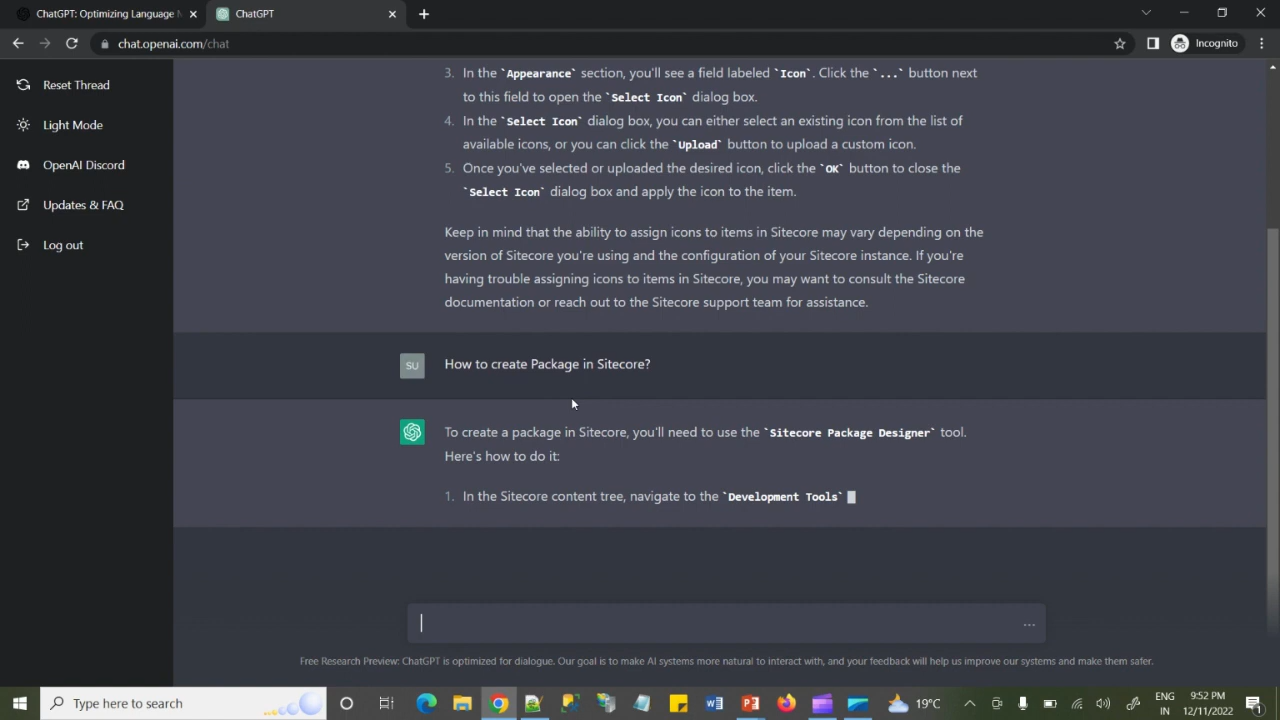 ChatGPT: Optimizing Language
ChatGPT
chat.openai.com/chat
Incognito
Reset Thread
Light Mode
OpenAI Discord
Updates & FAQ
Log out
3. In the `Appearance` section, you'll see a field labeled `Icon`. Click the `...` button next
to this field to open the `Select Icon` dialog box.
4. In the `Select Icon` dialog box, you can either select an existing icon from the list of
available icons, or you can click the `Upload` button to upload a custom icon.
5. Once you've selected or uploaded the desired icon, click the `OK` button to close the
`Select Icon` dialog box and apply the icon to the item.
Keep in mind that the ability to assign icons to items in Sitecore may vary depending on the
version of Sitecore you're using and the configuration of your Sitecore instance. If you're
having trouble assigning icons to items in Sitecore, you may want to consult the Sitecore
documentation or reach out to the Sitecore support team for assistance.
SU
How to create Package in Sitecore?
To create a package in Sitecore, you'll need to use the `Sitecore Package Designer` tool.
Here's how to do it:
1. In the Sitecore content tree, navigate to the `Development Tools`
...
Free Research Preview: ChatGPT is optimized for dialogue. Our goal is to make AI systems more natural to interact with, and your feedback will help us improve our systems and make them safer.
Type here to search
19°C
ENG
IN
9:52 PM
12/11/2022
1